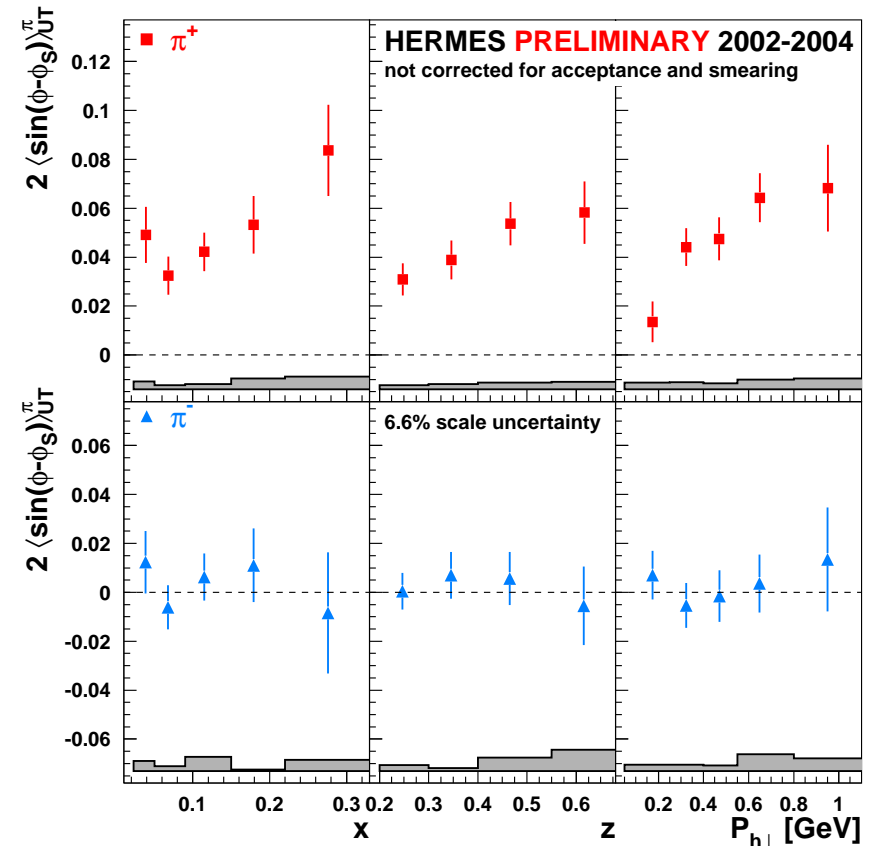 2 ⟨sin(ϕ-ϕS)⟩πUT
π+
HERMES PRELIMINARY 2002-2004
not corrected for acceptance and smearing
0.12
0.1
0.08
0.06
0.04
0.02
0
2 ⟨sin(ϕ-ϕS)⟩πUT
π-
6.6% scale uncertainty
0.06
0.04
0.02
0
-0.02
-0.04
-0.06
0.1 0.2 0.3 0.2 0.3 0.4 0.5 0.6 0.2 0.4 0.6 0.8 1
x z Ph⊥ [GeV]